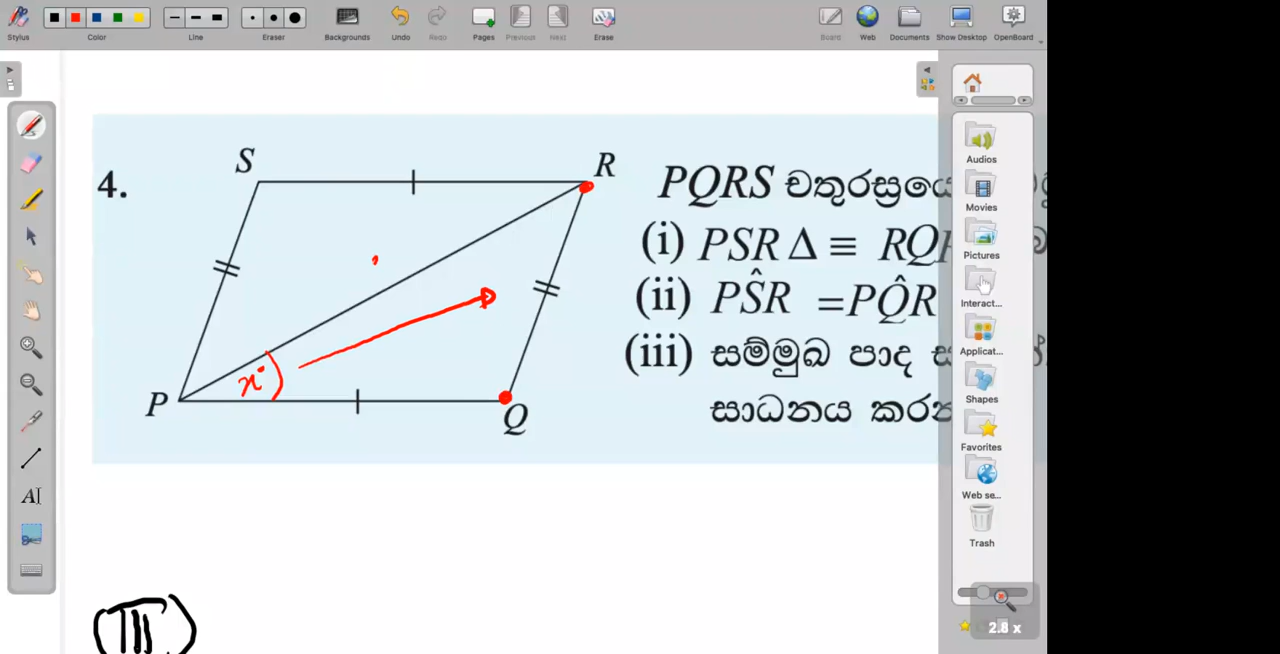 Stylus
Color
Line
Eraser
Backgrounds
Undo
Redo
Pages
Previous
Next
Erase
Board
Web
Documents
Show Desktop
OpenBoard
4.
S
R
P
Q
x°
PQRS චතුරස්‍රයේ
(i) PSR Δ ≡
(ii) PŜR = PQ̂R
(iii) සම්මුඛ පාද
සාධනය
III
Audios
Movies
Pictures
Interact...
Applicat...
Shapes
Favorites
Web se...
Trash
2.8 x